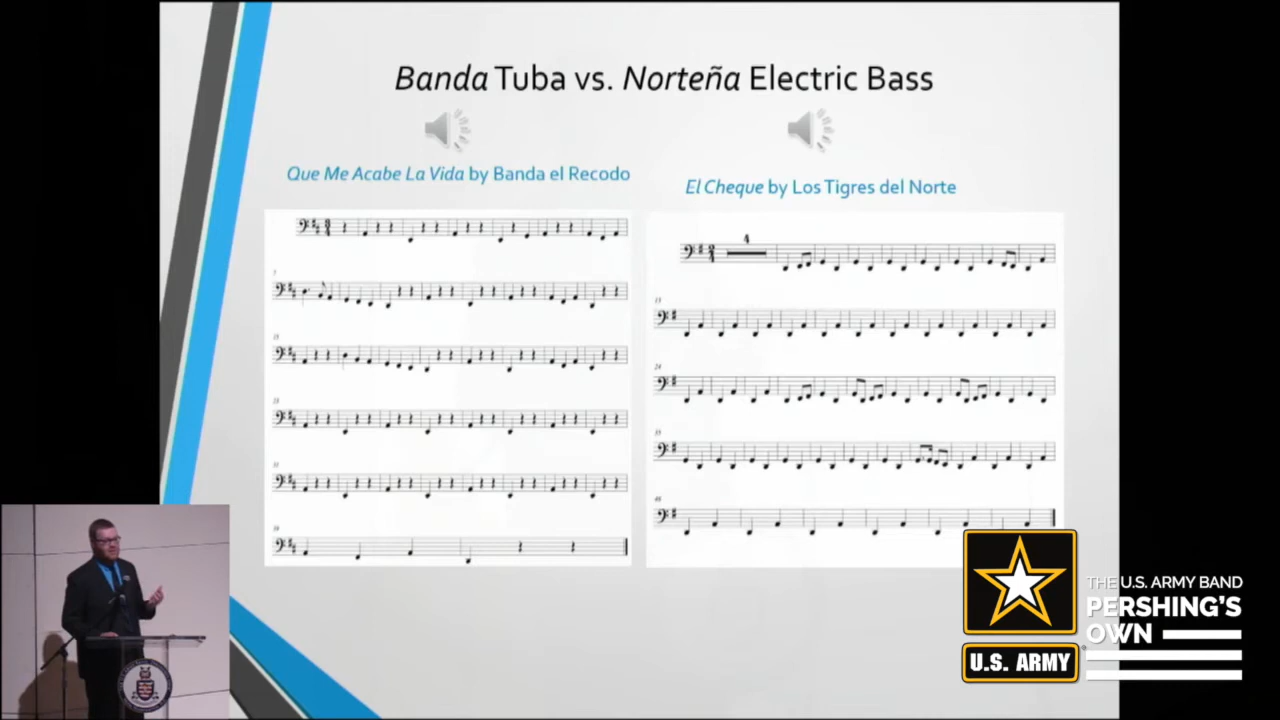 Banda Tuba vs. Norteña Electric Bass
Que Me Acabe La Vida by Banda el Recodo
El Cheque by Los Tigres del Norte
4
U.S. ARMY
THE U.S. ARMY BAND
PERSHING'S
OWN